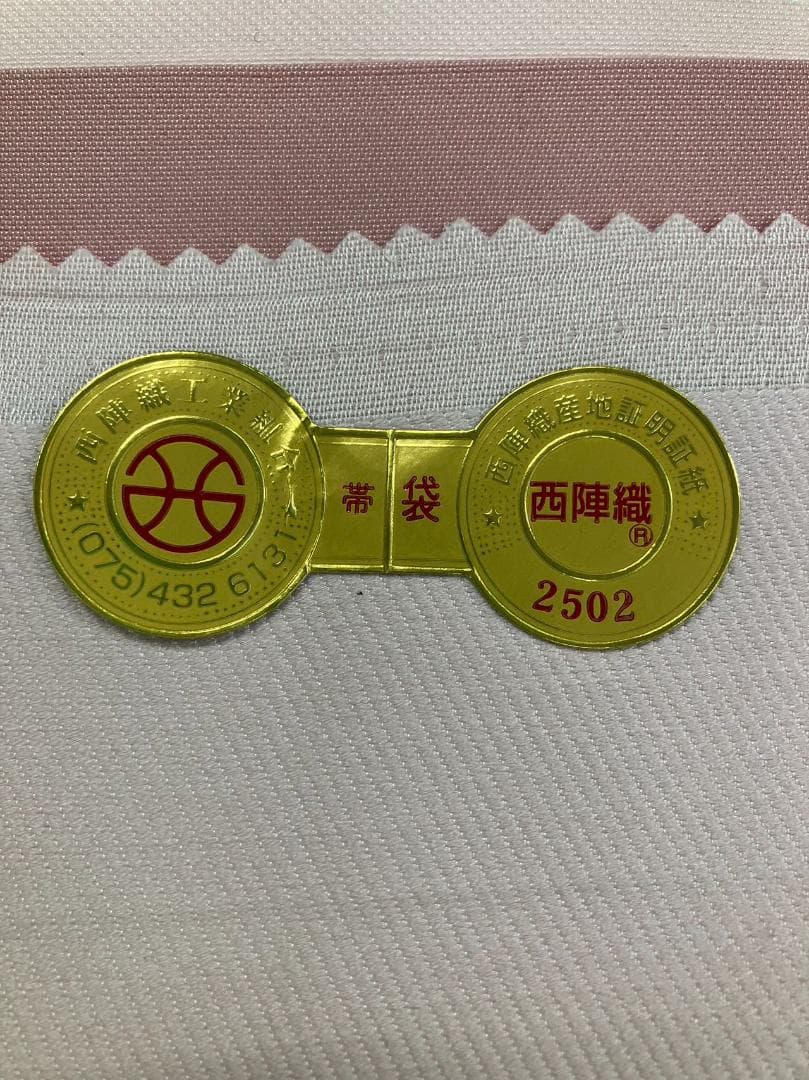 西陣織工業組合
(075)432 6131
帯
袋
西陣織産地証明証紙
西陣織®
2502